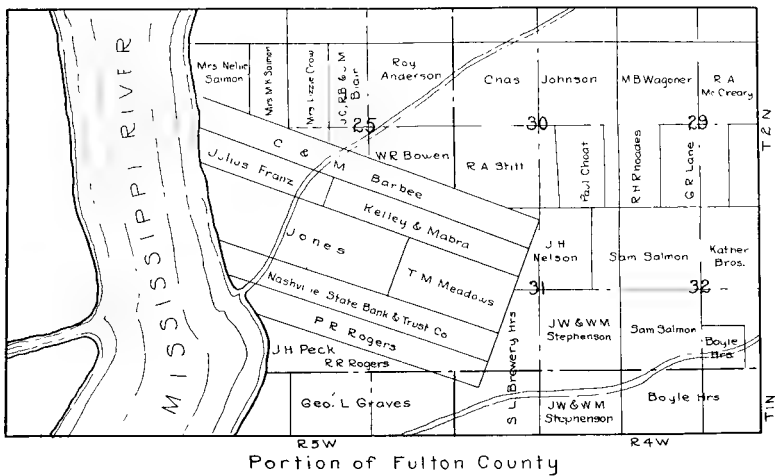 MISSISSIPPI RIVER
Mrs Nelle
Salmon
Mrs M K Salmon
Mrs Lizzie Crow
J C, R B & J M
Blair
25
Roy
Anderson
Chas Johnson
30
M B Wagoner
29
R A
McCreary
T 2 N
C & M Barbee
W R Bowen
R A Stitt
Paul Choat
R H Rhoades
G R Lane
Julius Franz
Kelley & Mabra
Jones
T M Meadows
J H
Nelson
31
Sam Salmon
32
Kather
Bros.
Nashville State Bank & Trust Co
P R Rogers
J H Peck
R R Rogers
S L Brewery Hrs
J W & W M
Stephenson
Sam Salmon
Boyle
Hrs
Geo. L Graves
J W & W M
Stephenson
Boyle Hrs
T 1 N
R 5 W
R 4 W
Portion of Fulton County